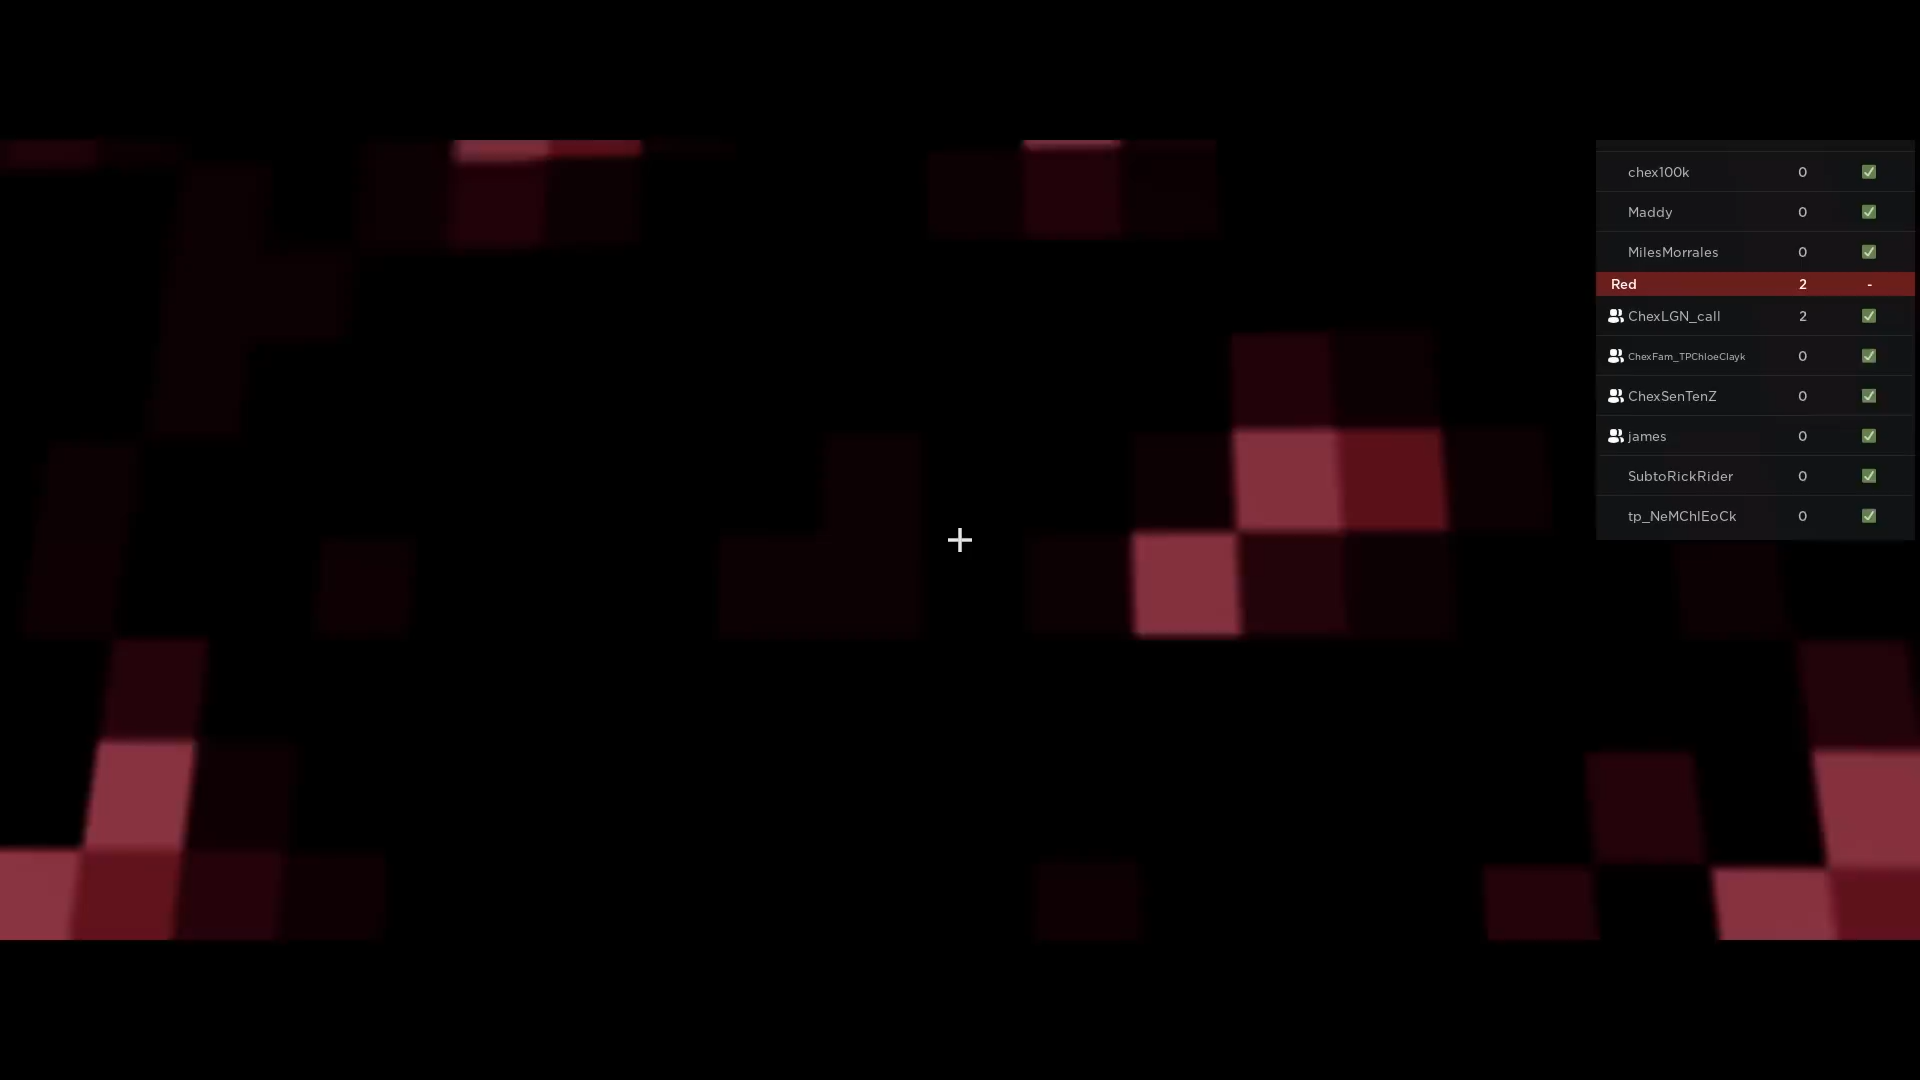 chex100k 0 ✅
Maddy 0 ✅
MilesMorrales 0 ✅
Red 2 -
ChexLGN_call 2 ✅
ChexFam_TPChloeClayk 0 ✅
ChexSenTenZ 0 ✅
james 0 ✅
SubtoRickRider 0 ✅
tp_NeMChlEoCk 0 ✅